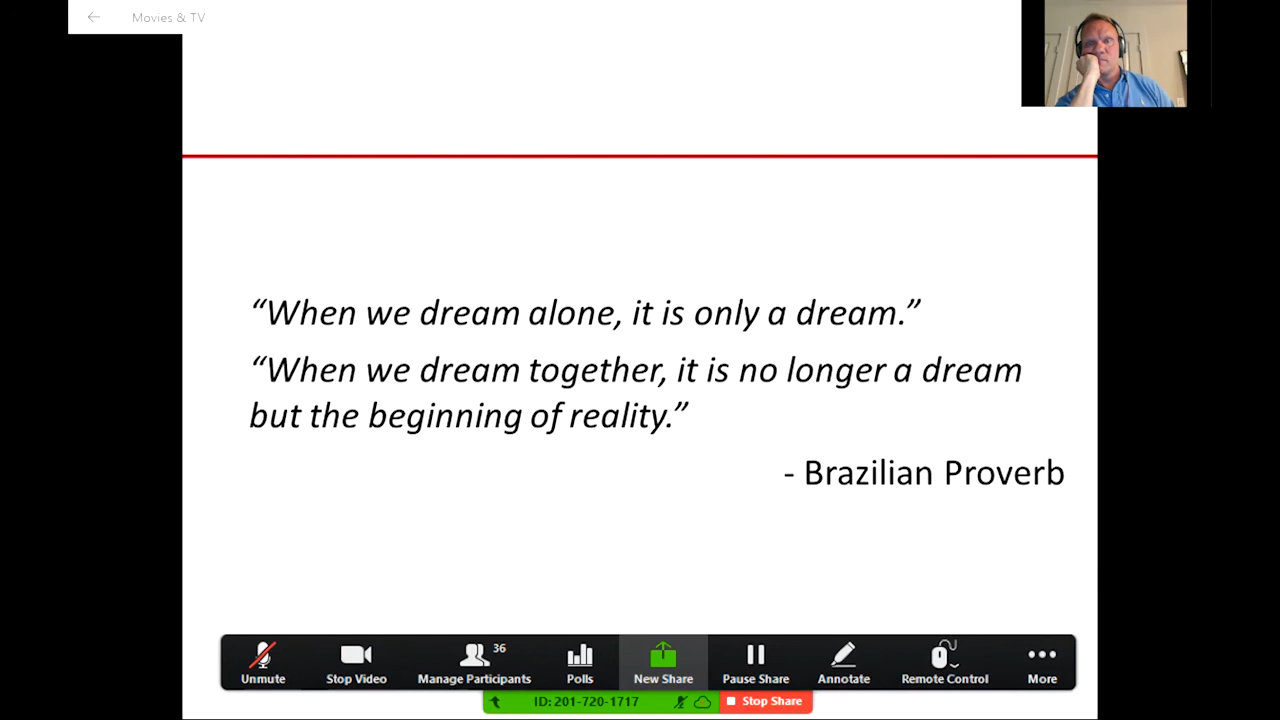 Movies & TV
“When we dream alone, it is only a dream.”
“When we dream together, it is no longer a dream
but the beginning of reality.”
- Brazilian Proverb
36
Unmute Stop Video Manage Participants Polls New Share Pause Share Annotate Remote Control More
ID: 201-720-1717 Stop Share